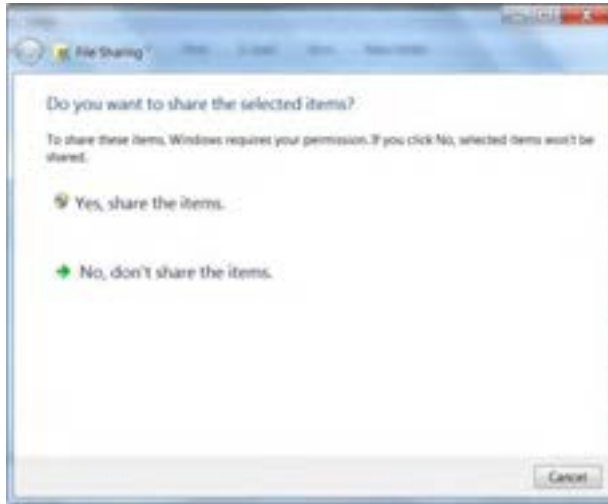 File Sharing
Do you want to share the selected items?
To share these items, Windows requires your permission. If you click No, selected items won't be
shared.
Yes, share the items.
No, don't share the items.
Cancel